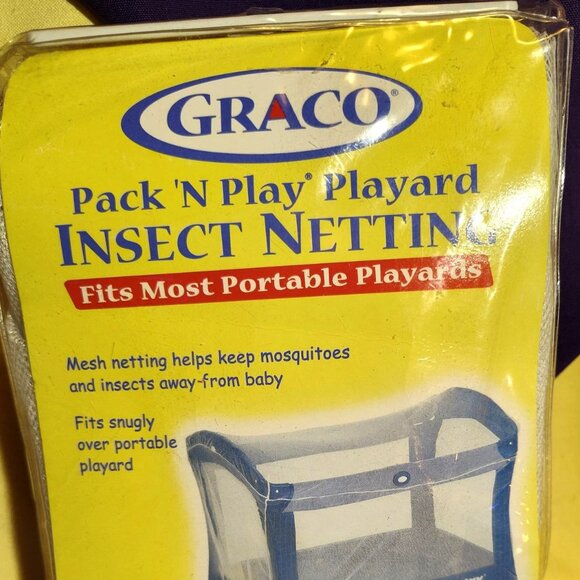 GRACO®
Pack 'N Play® Playard
INSECT NETTING
Fits Most Portable Playards
Mesh netting helps keep mosquitoes
and insects away from baby
Fits snugly
over portable
playard